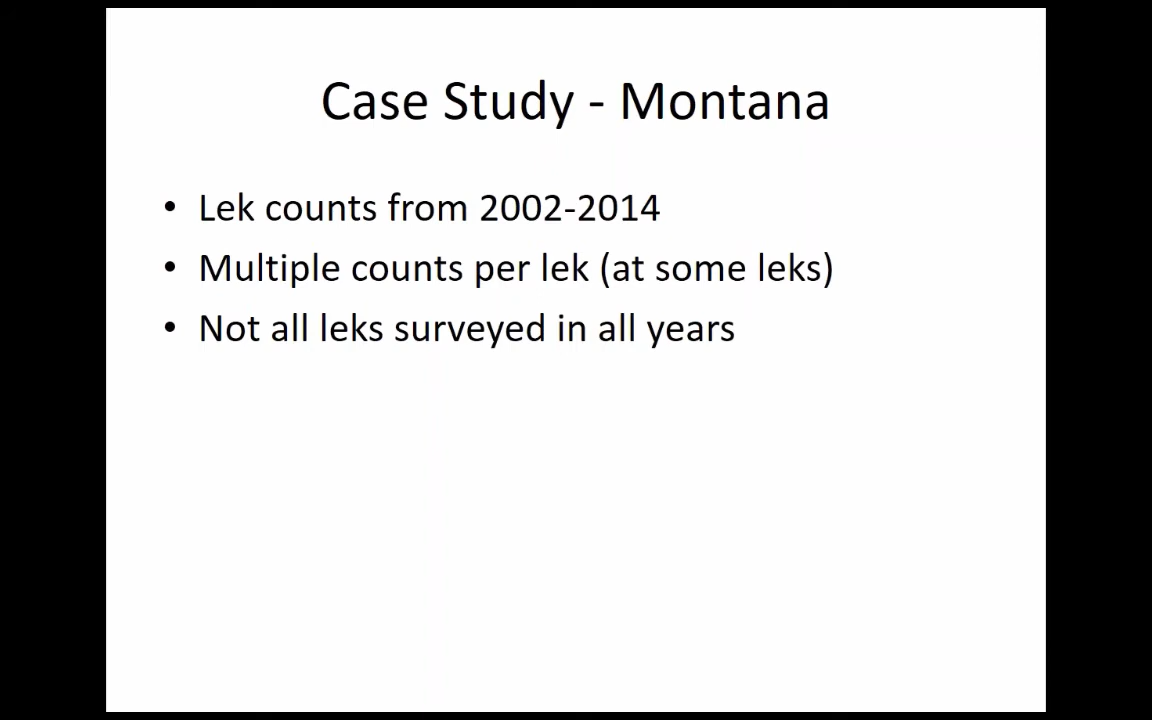 Case Study - Montana
• Lek counts from 2002-2014
• Multiple counts per lek (at some leks)
• Not all leks surveyed in all years